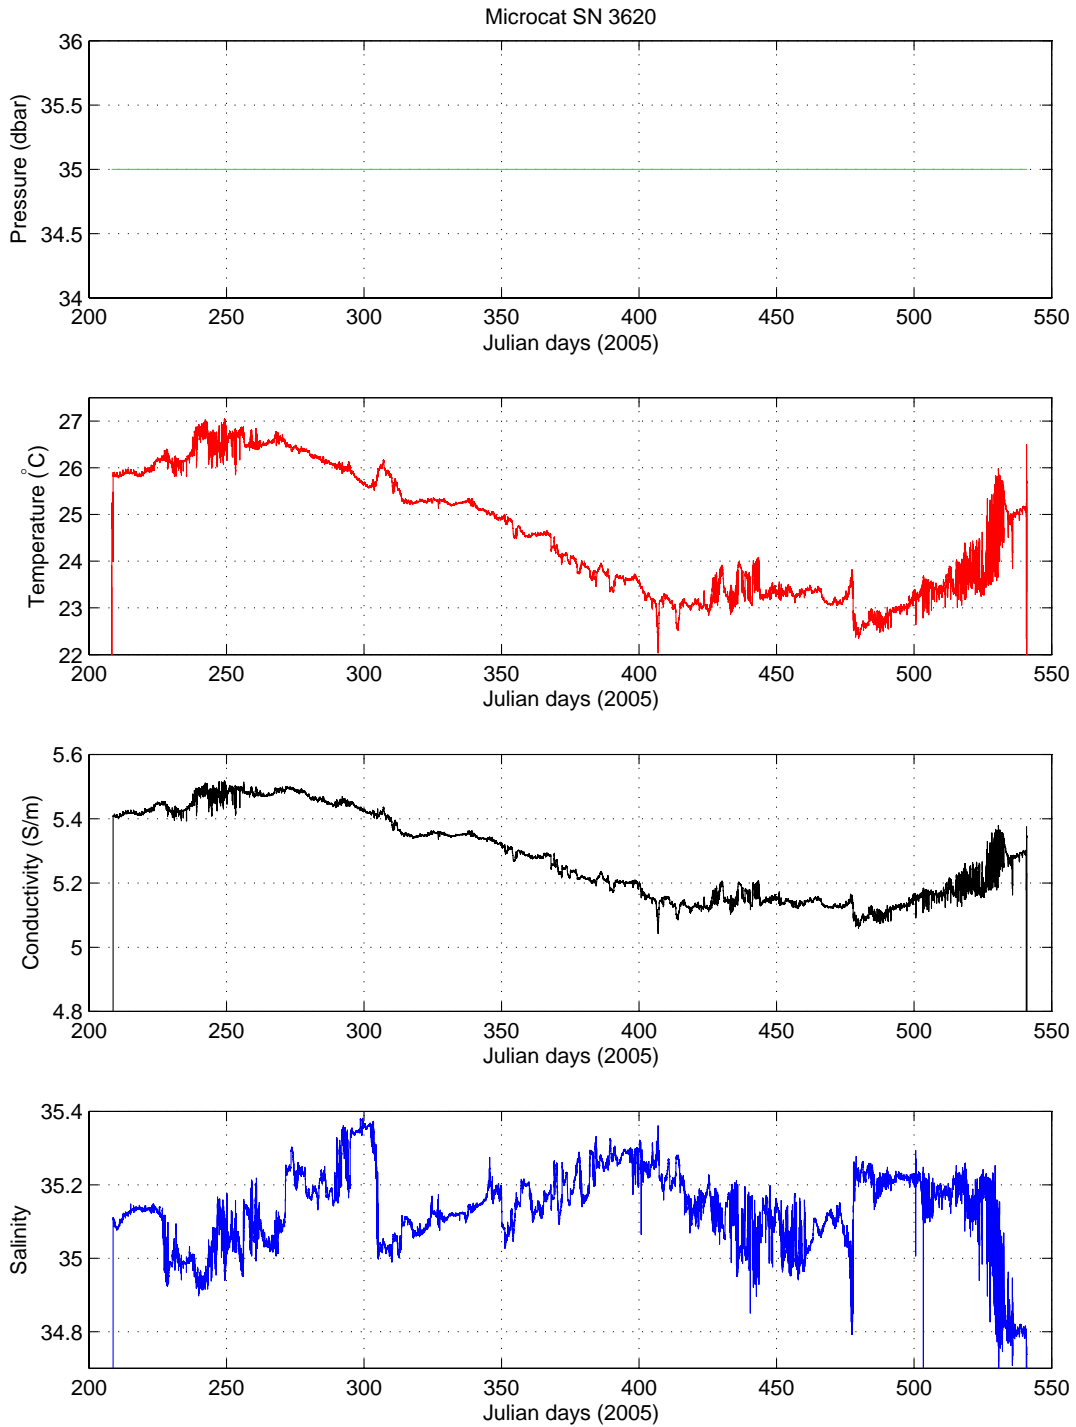 Microcat SN 3620
36
35.5
35
34.5
34
Pressure (dbar)
200 250 300 350 400 450 500 550
Julian days (2005)
27
26
25
24
23
22
Temperature (°C)
200 250 300 350 400 450 500 550
Julian days (2005)
5.6
5.4
5.2
5
4.8
Conductivity (S/m)
200 250 300 350 400 450 500 550
Julian days (2005)
35.4
35.2
35
34.8
Salinity
200 250 300 350 400 450 500 550
Julian days (2005)